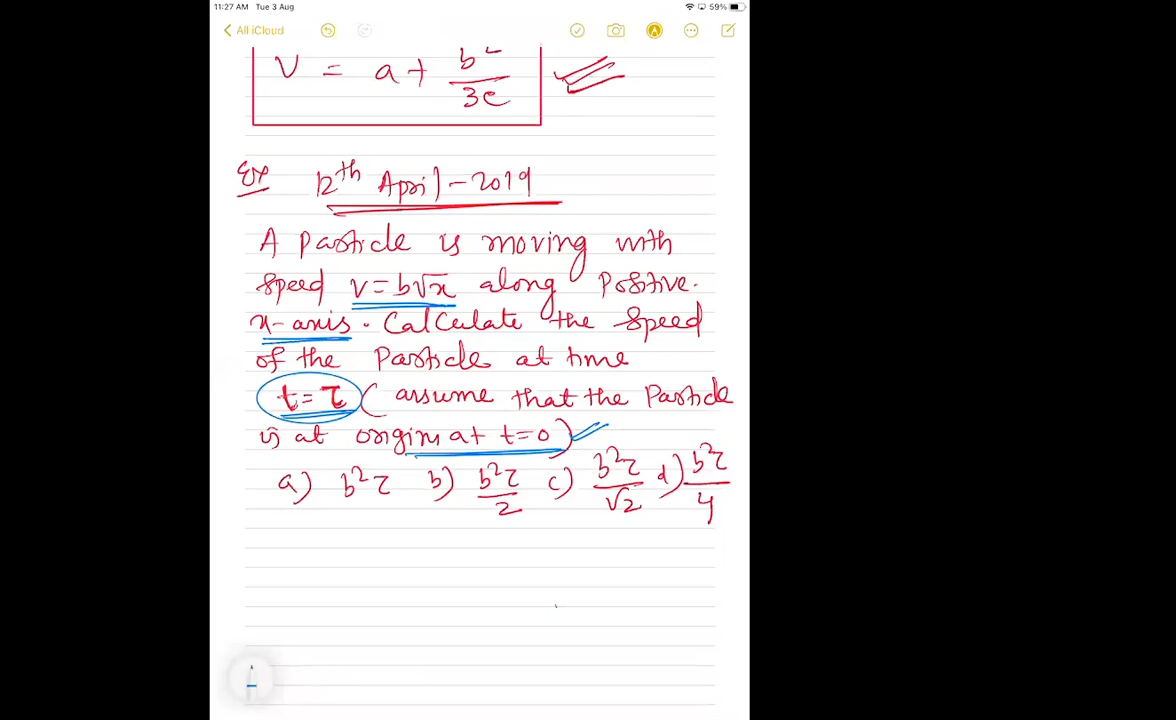 11:27 AM Tue 3 Aug 59%
All iCloud
V = a + b²/3c
Ex 12th April - 2019
A particle is moving with
speed v = b√x along positive.
x-axis. Calculate the speed
of the particle at time
t = τ ( assume that the particle
is at origin at t = 0 )
a) b²τ b) b²τ/2 c) b²τ/√2 d) b²τ/4